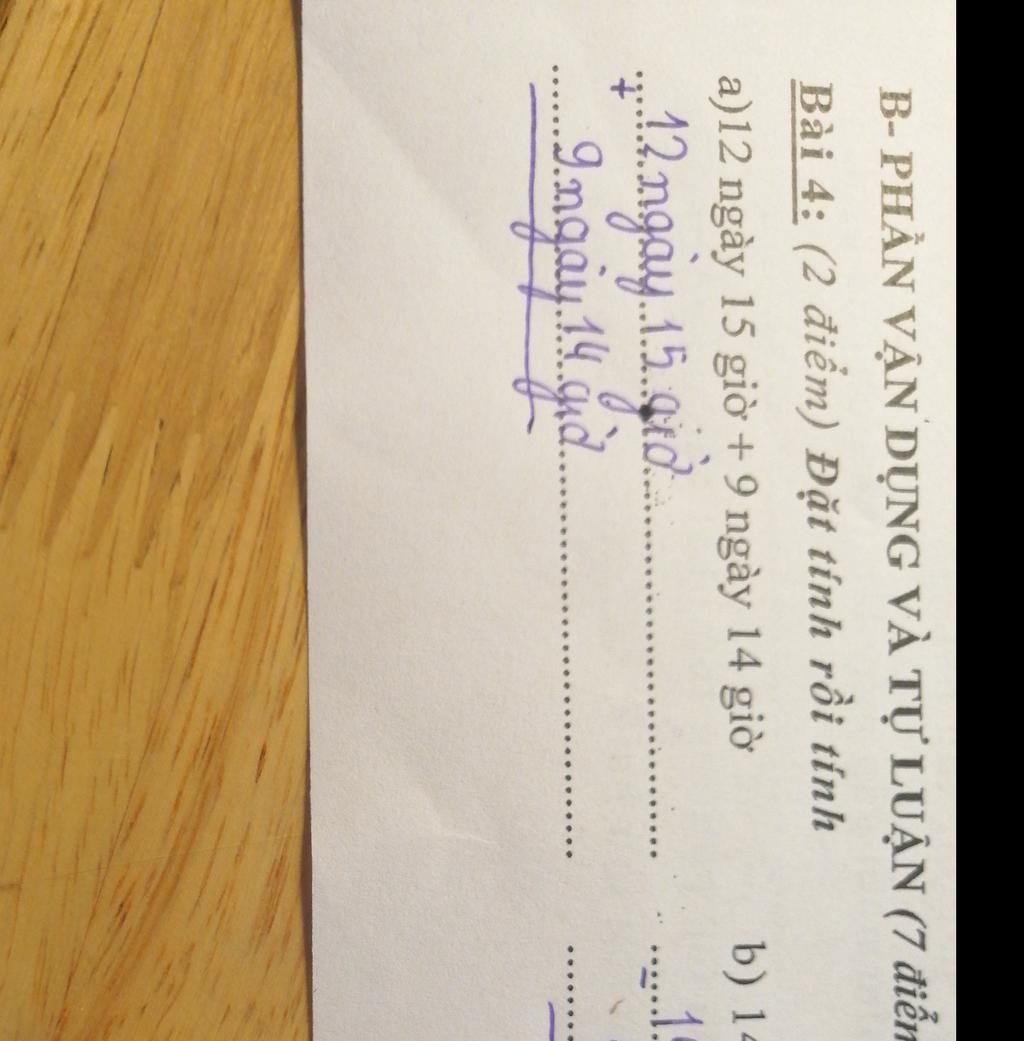 B- PHẦN VẬN DỤNG VÀ TỰ LUẬN (7 điểm
Bài 4: (2 điểm) Đặt tính rồi tính
a)12 ngày 15 giờ + 9 ngày 14 giờ b) 14
12 ngày 15 giờ
+ -
9 ngày 14 giờ